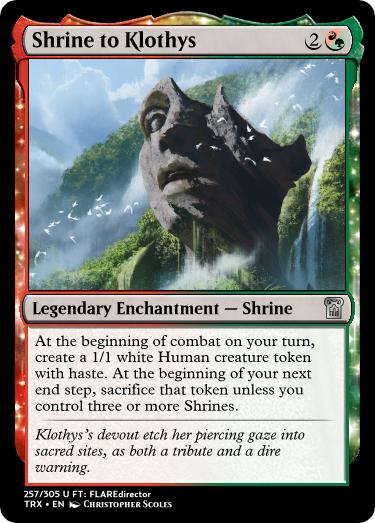 Shrine to Klothys 2
Legendary Enchantment — Shrine
At the beginning of combat on your turn,
create a 1/1 white Human creature token
with haste. At the beginning of your next
end step, sacrifice that token unless you
control three or more Shrines.
Klothys's devout etch her piercing gaze into
sacred sites, as both a tribute and a dire
warning.
257/305 U FT: FLAREdirector
TRX • EN Christopher Scoles